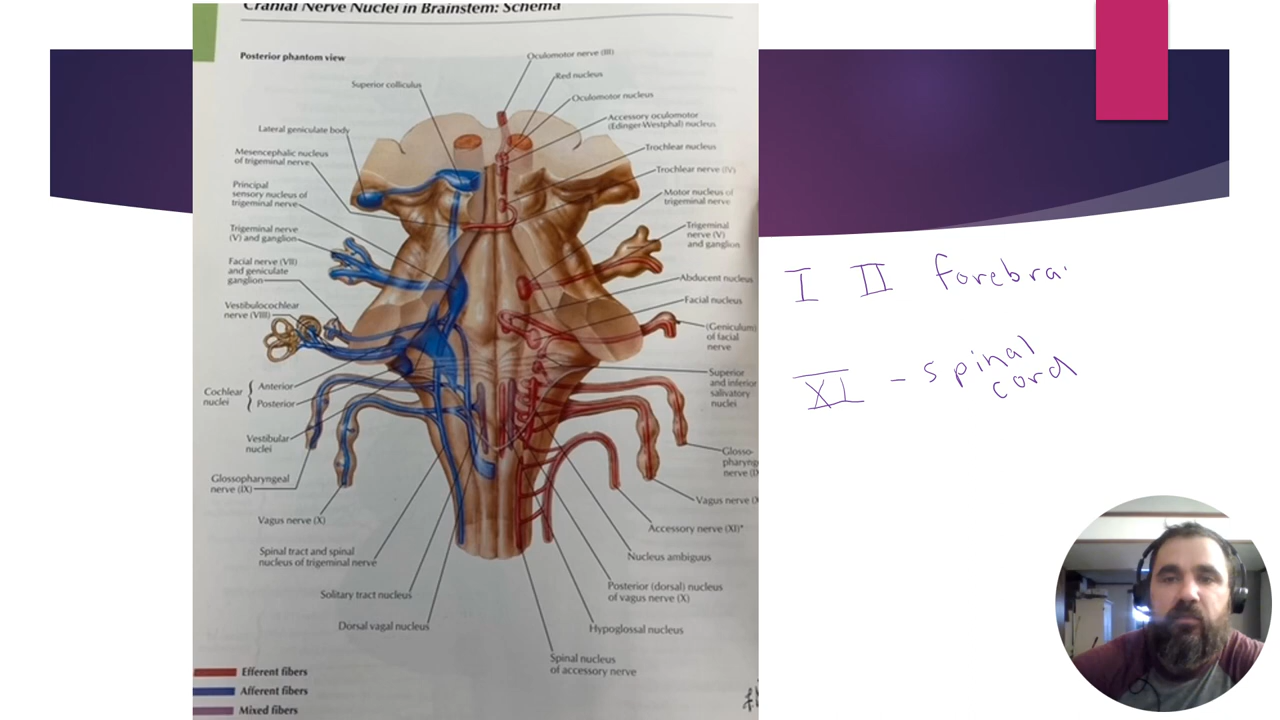 Cranial Nerve Nuclei in Brainstem: Schema
Posterior phantom view
Oculomotor nerve (III)
Red nucleus
Superior colliculus
Oculomotor nucleus
Accessory oculomotor
(Edinger-Westphal) nucleus
Lateral geniculate body
Trochlear nucleus
Mesencephalic nucleus
of trigeminal nerve
Trochlear nerve (IV)
Principal
sensory nucleus of
trigeminal nerve
Motor nucleus of
trigeminal nerve
Trigeminal nerve
(V) and ganglion
Trigeminal
nerve (V)
and ganglion
Facial nerve (VII)
and geniculate
ganglion
Abducent nucleus
Facial nucleus
Vestibulocochlear
nerve (VIII)
(Geniculum)
of facial
nerve
Cochlear
nuclei
Anterior
Posterior
Superior
and inferior
salivatory
nuclei
Vestibular
nuclei
Glosso-
pharyng
nerve (I
Glossopharyngeal
nerve (IX)
Vagus nerve (X
Vagus nerve (X)
Accessory nerve (XI)*
Spinal tract and spinal
nucleus of trigeminal nerve
Nucleus ambiguus
Solitary tract nucleus
Posterior (dorsal) nucleus
of vagus nerve (X)
Dorsal vagal nucleus
Hypoglossal nucleus
Spinal nucleus
of accessory nerve
Efferent fibers
Afferent fibers
Mixed fibers
I II forebra
XI - spinal
cord